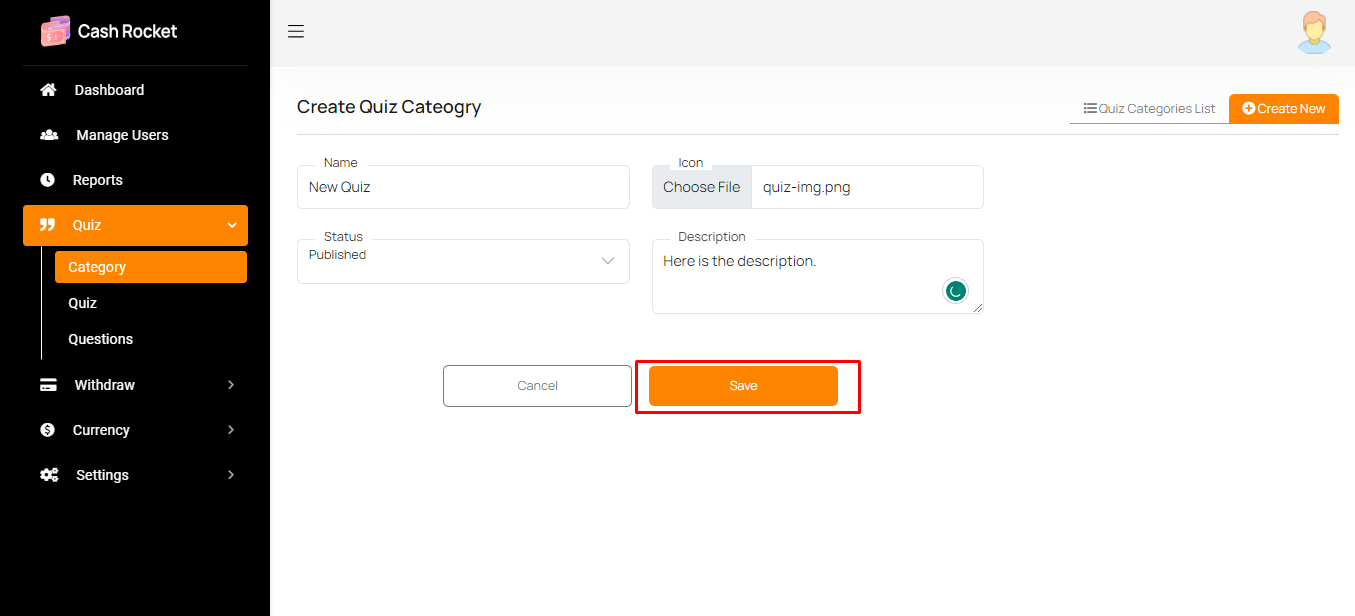 Cash Rocket
Dashboard
Manage Users
Reports
Quiz
Category
Quiz
Questions
Withdraw
Currency
Settings
Create Quiz Cateogry
Quiz Categories List
Create New
Name
New Quiz
Icon
Choose File
quiz-img.png
Status
Published
Description
Here is the description.
Cancel
Save